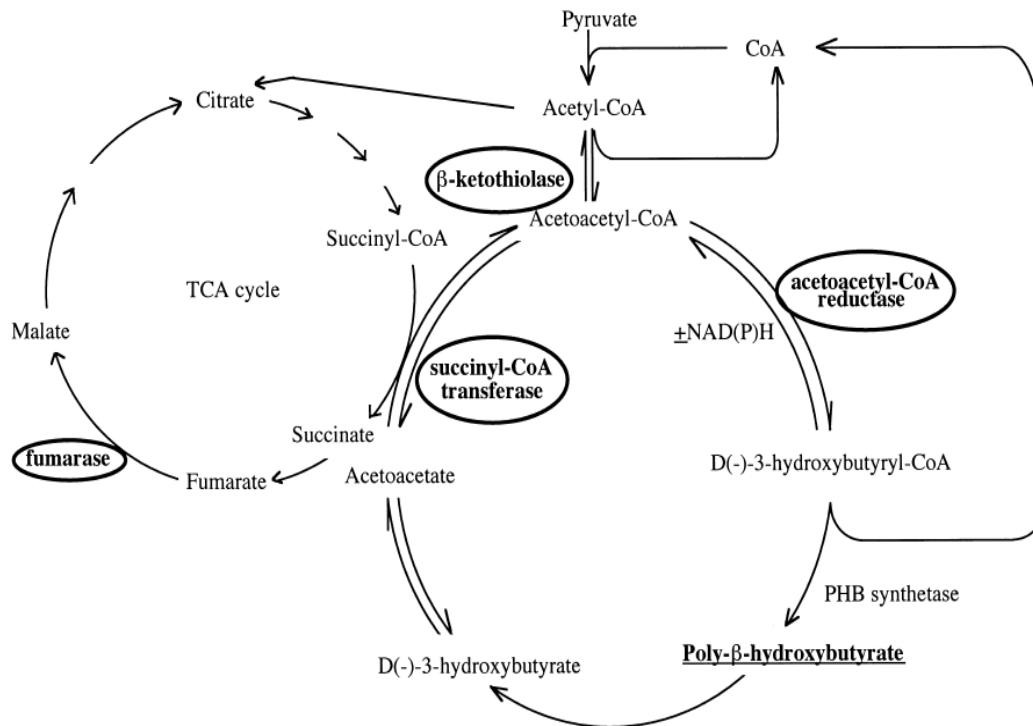 Pyruvate
CoA
Citrate
Acetyl-CoA
β-ketothiolase
Acetoacetyl-CoA
Succinyl-CoA
TCA cycle
acetoacetyl-CoA
reductase
Malate
±NAD(P)H
succinyl-CoA
transferase
Succinate
fumarase
Fumarate
Acetoacetate
D(-)-3-hydroxybutyryl-CoA
PHB synthetase
D(-)-3-hydroxybutyrate
Poly-β-hydroxybutyrate